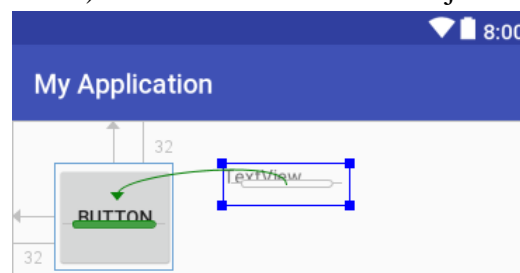 8:00
My Application
32
TextView
BUTTON
32